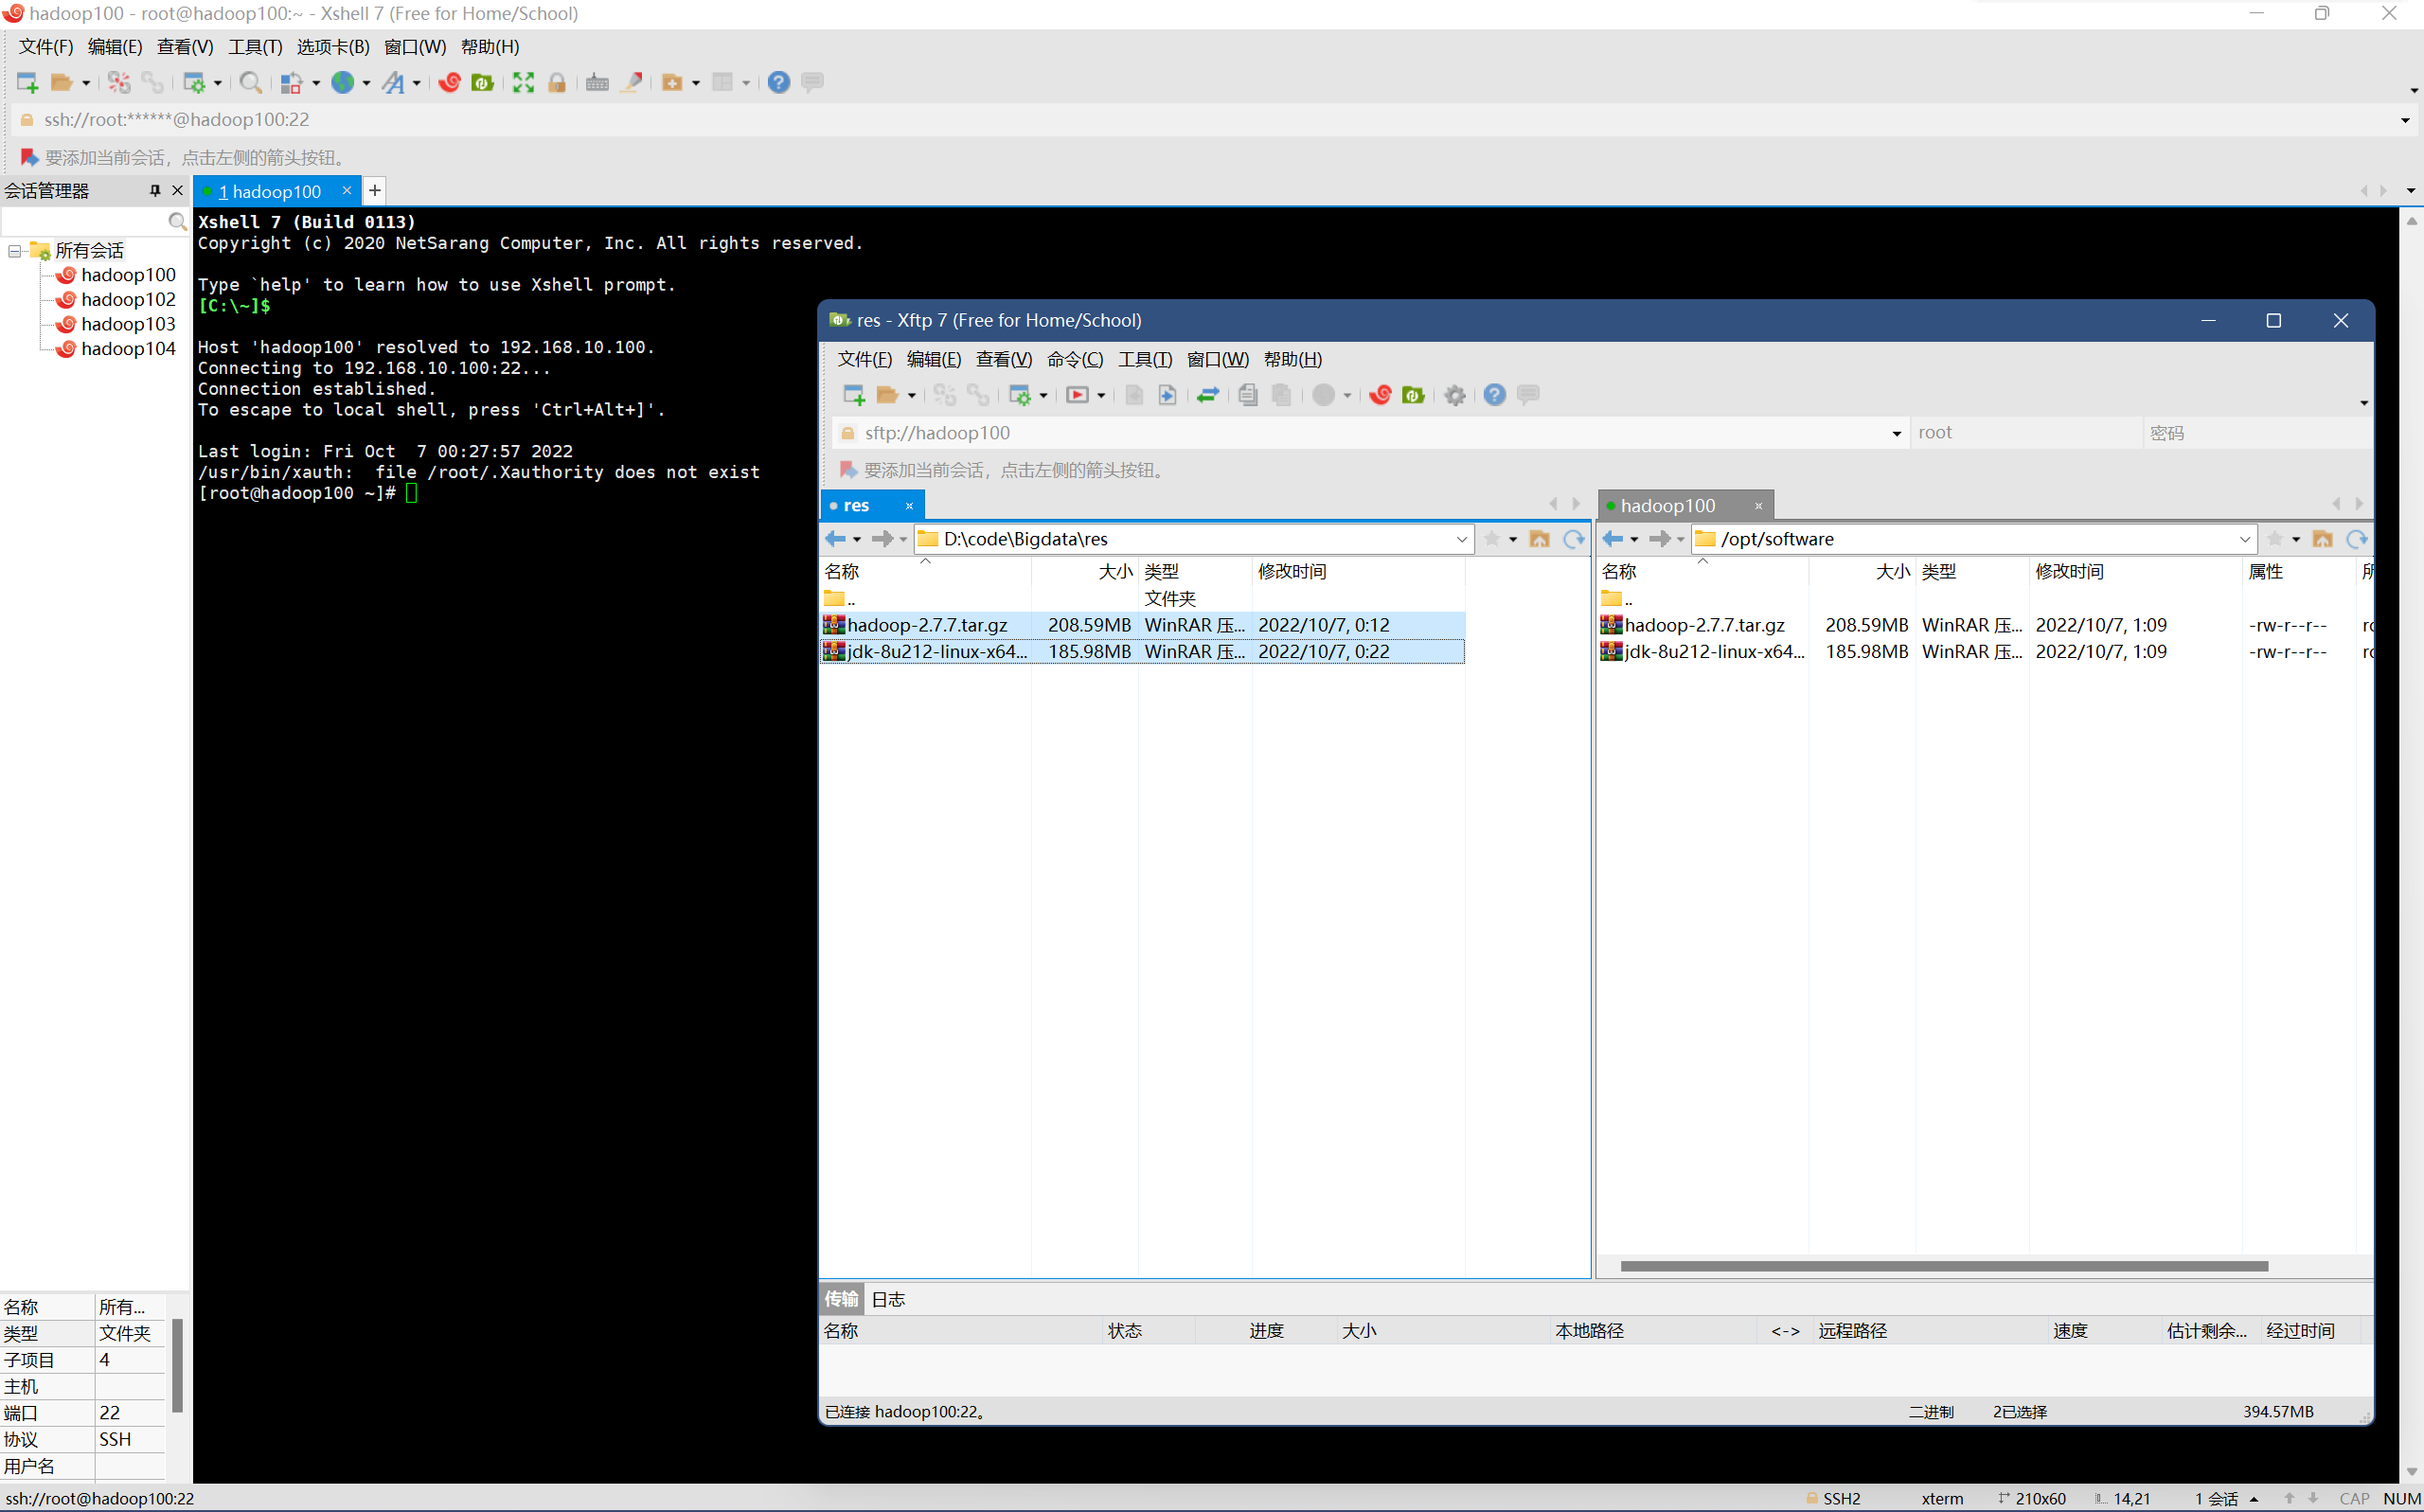 hadoop100 - root@hadoop100:~ - Xshell 7 (Free for Home/School)
文件(F) 编辑(E) 查看(V) 工具(T) 选项卡(B) 窗口(W) 帮助(H)
ssh://root:******@hadoop100:22
要添加当前会话，点击左侧的箭头按钮。
会话管理器
1 hadoop100
所有会话
hadoop100
hadoop102
hadoop103
hadoop104
Xshell 7 (Build 0113)
Copyright (c) 2020 NetSarang Computer, Inc. All rights reserved.
Type `help' to learn how to use Xshell prompt.
[C:\~]$
Host 'hadoop100' resolved to 192.168.10.100.
Connecting to 192.168.10.100:22...
Connection established.
To escape to local shell, press 'Ctrl+Alt+]'.
Last login: Fri Oct  7 00:27:57 2022
/usr/bin/xauth:  file /root/.Xauthority does not exist
[root@hadoop100 ~]#
res - Xftp 7 (Free for Home/School)
文件(F) 编辑(E) 查看(V) 命令(C) 工具(T) 窗口(W) 帮助(H)
sftp://hadoop100 root 密码
要添加当前会话，点击左侧的箭头按钮。
res
D:\code\Bigdata\res
名称 大小 类型 修改时间
.. 文件夹
hadoop-2.7.7.tar.gz 208.59MB WinRAR 压... 2022/10/7, 0:12
jdk-8u212-linux-x64... 185.98MB WinRAR 压... 2022/10/7, 0:22
hadoop100
/opt/software
名称 大小 类型 修改时间 属性 所
..
hadoop-2.7.7.tar.gz 208.59MB WinRAR 压... 2022/10/7, 1:09 -rw-r--r-- ro
jdk-8u212-linux-x64... 185.98MB WinRAR 压... 2022/10/7, 1:09 -rw-r--r-- ro
传输 日志
名称 状态 进度 大小 本地路径 <-> 远程路径 速度 估计剩余... 经过时间
已连接 hadoop100:22。 二进制 2已选择 394.57MB
名称 所有...
类型 文件夹
子项目 4
主机
端口 22
协议 SSH
用户名
ssh://root@hadoop100:22 SSH2 xterm 210x60 14,21 1 会话 CAP NUM